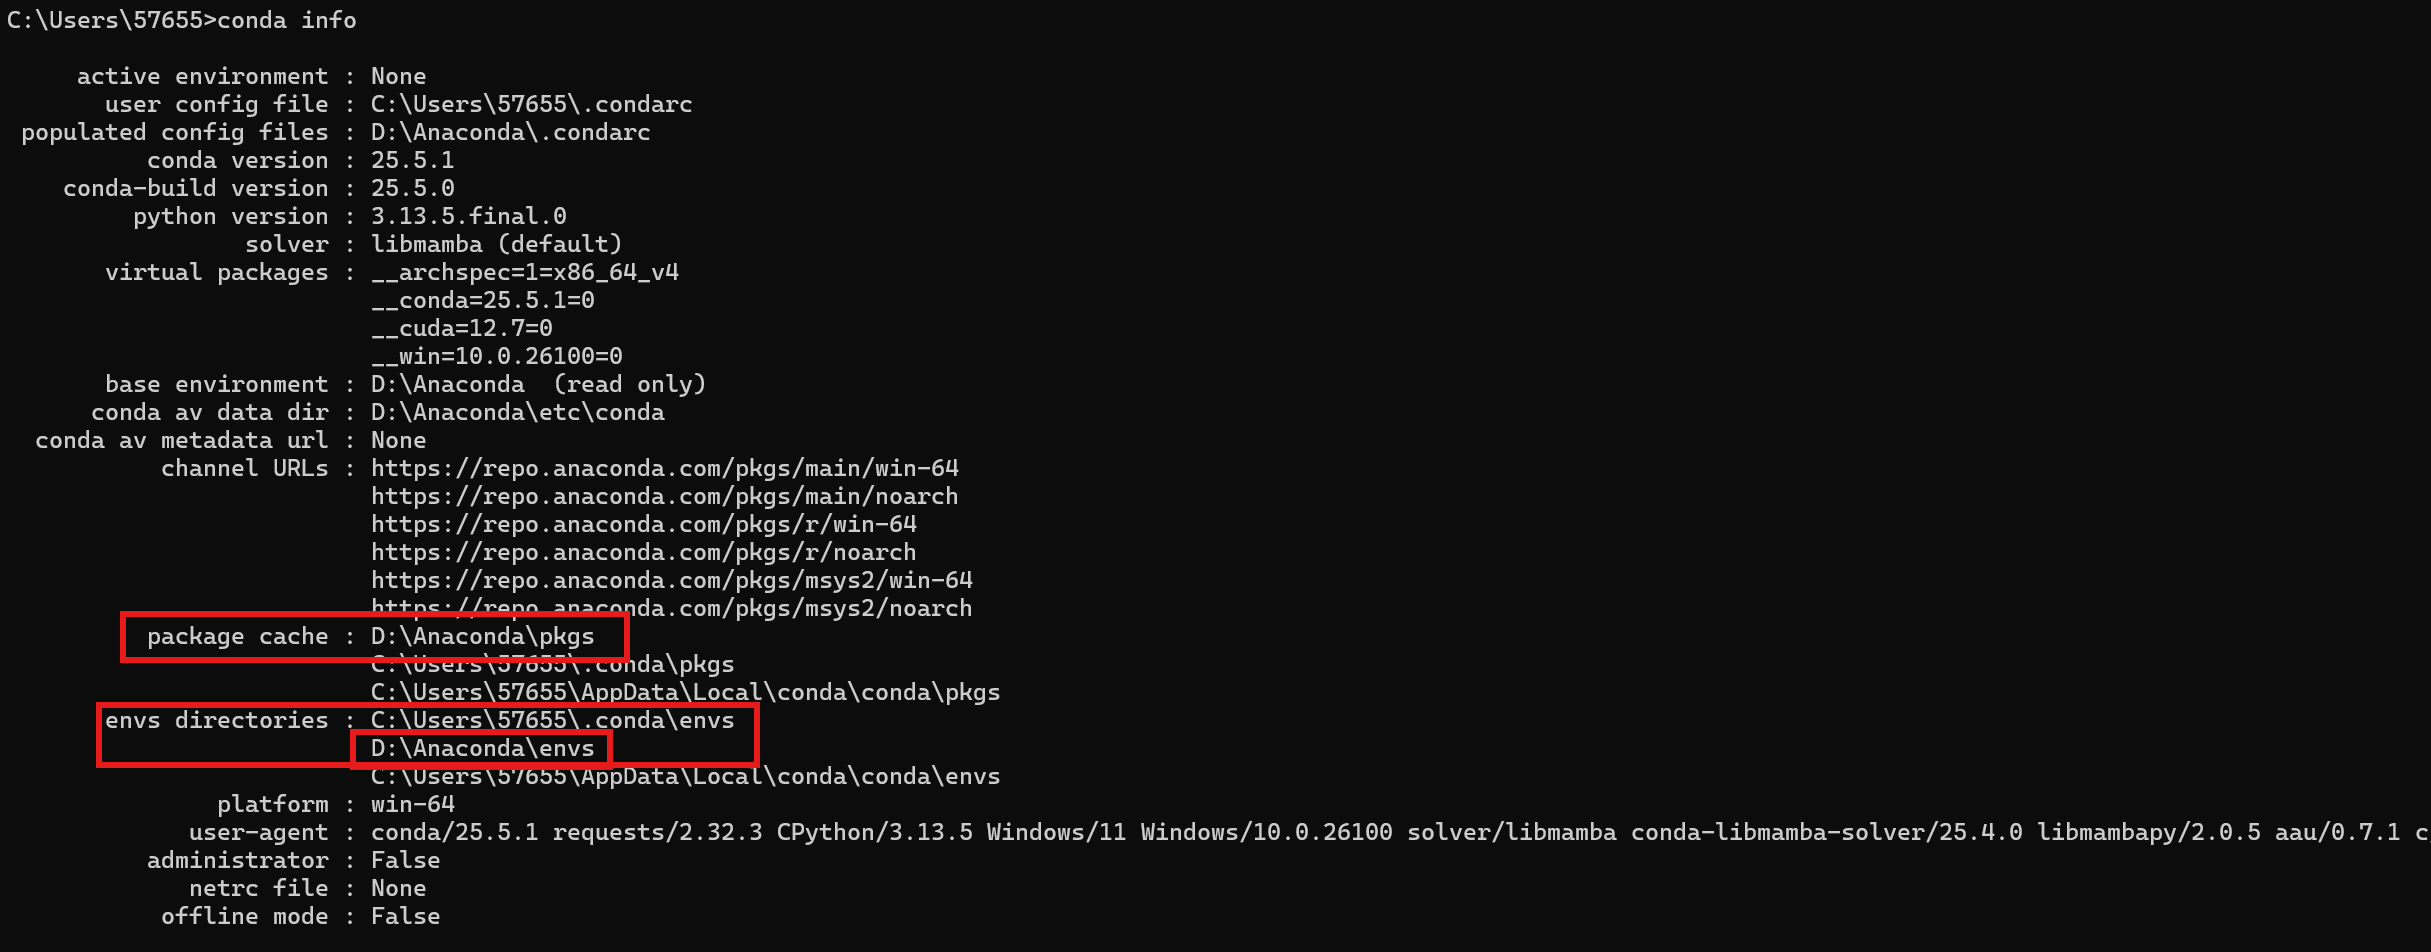 C:\Users\57655>conda info
active environment : None
user config file : C:\Users\57655\.condarc
populated config files : D:\Anaconda\.condarc
conda version : 25.5.1
conda-build version : 25.5.0
python version : 3.13.5.final.0
solver : libmamba (default)
virtual packages : __archspec=1=x86_64_v4
__conda=25.5.1=0
__cuda=12.7=0
__win=10.0.26100=0
base environment : D:\Anaconda  (read only)
conda av data dir : D:\Anaconda\etc\conda
conda av metadata url : None
channel URLs : https://repo.anaconda.com/pkgs/main/win-64
https://repo.anaconda.com/pkgs/main/noarch
https://repo.anaconda.com/pkgs/r/win-64
https://repo.anaconda.com/pkgs/r/noarch
https://repo.anaconda.com/pkgs/msys2/win-64
https://repo.anaconda.com/pkgs/msys2/noarch
package cache : D:\Anaconda\pkgs
C:\Users\57655\.conda\pkgs
C:\Users\57655\AppData\Local\conda\conda\pkgs
envs directories : C:\Users\57655\.conda\envs
D:\Anaconda\envs
C:\Users\57655\AppData\Local\conda\conda\envs
platform : win-64
user-agent : conda/25.5.1 requests/2.32.3 CPython/3.13.5 Windows/11 Windows/10.0.26100 solver/libmamba conda-libmamba-solver/25.4.0 libmambapy/2.0.5 aau/0.7.1
administrator : False
netrc file : None
offline mode : False